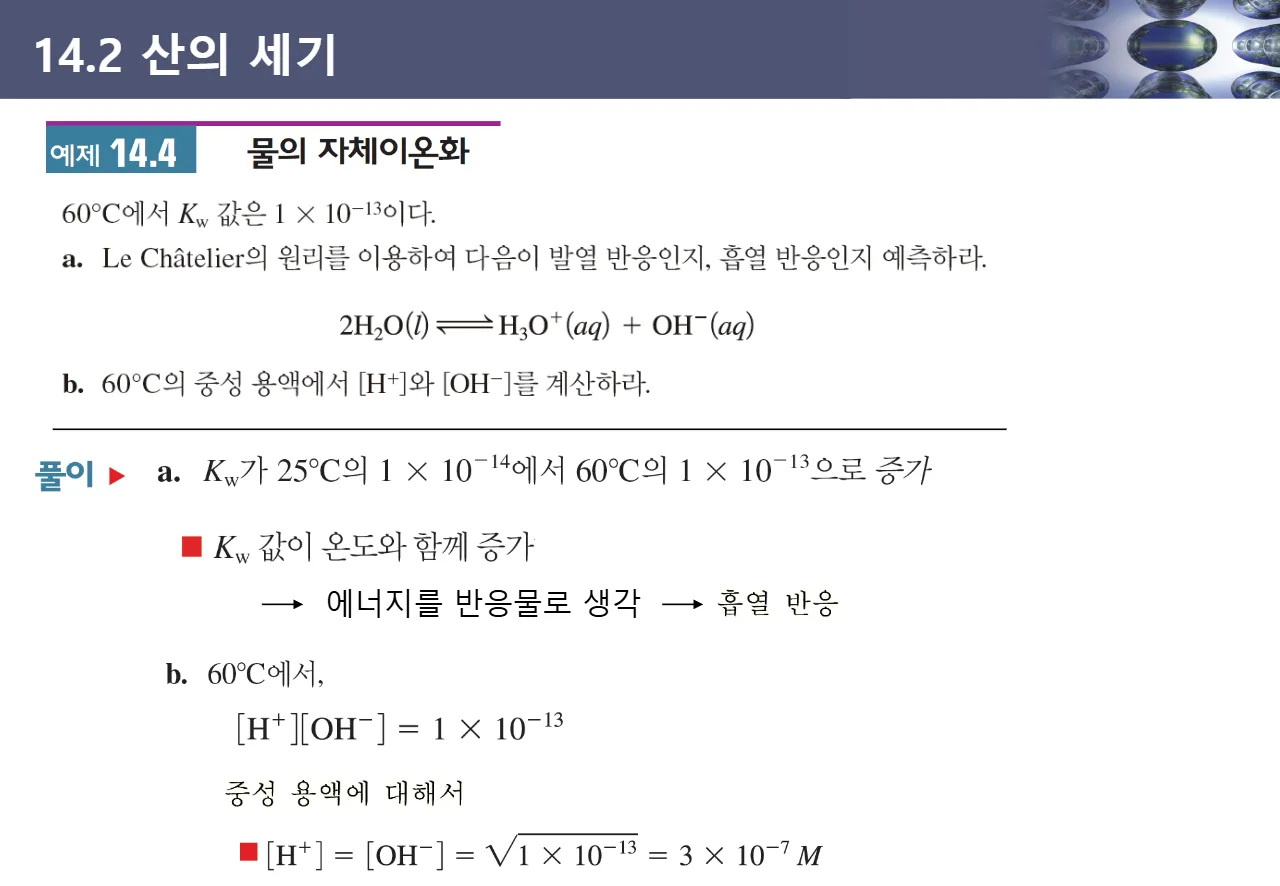 14.2 산의 세기
예제 14.4 물의 자체이온화
60°C에서 Kw 값은 1 × 10⁻¹³이다.
a. Le Châtelier의 원리를 이용하여 다음이 발열 반응인지, 흡열 반응인지 예측하라.
2H₂O(l) ⇌ H₃O⁺(aq) + OH⁻(aq)
b. 60°C의 중성 용액에서 [H⁺]와 [OH⁻]를 계산하라.
풀이 ▶ a. Kw가 25°C의 1 × 10⁻¹⁴에서 60°C의 1 × 10⁻¹³으로 증가
■ Kw 값이 온도와 함께 증가
→ 에너지를 반응물로 생각 → 흡열 반응
b. 60°C에서,
[H⁺][OH⁻] = 1 × 10⁻¹³
중성 용액에 대해서
■ [H⁺] = [OH⁻] = √(1 × 10⁻¹³) = 3 × 10⁻⁷ M